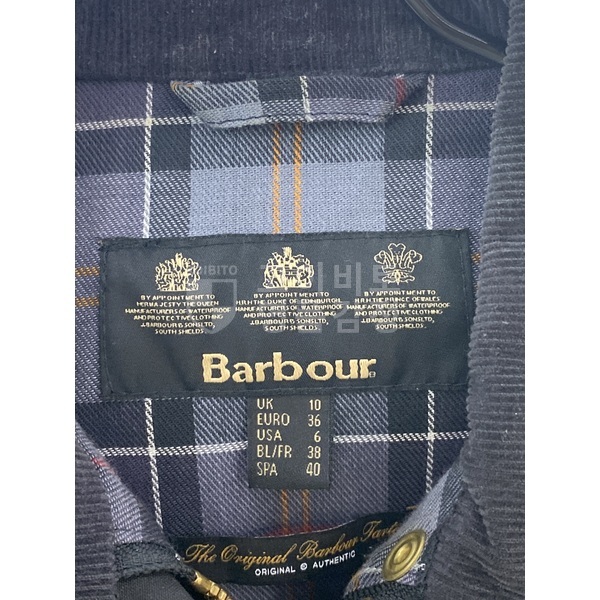 BY APPOINTMENT TO
HER MAJESTY THE QUEEN
MANUFACTURERS OF WATERPROOF
AND PROTECTIVE CLOTHING
J.BARBOUR & SONS LTD,
SOUTH SHIELDS.
BY APPOINTMENT TO
H.R.H THE DUKE OF EDINBURGH
MANUFACTURERS OF WATERPROOF
AND PROTECTIVE CLOTHING
J.BARBOUR & SONS LTD,
SOUTH SHIELDS.
BY APPOINTMENT TO
H.R.H THE PRINCE OF WALES
MANUFACTURERS OF WATERPROOF
AND PROTECTIVE CLOTHING
J.BARBOUR & SONS LTD,
SOUTH SHIELDS.
Barbour
UK 10
EURO 36
USA 6
BL/FR 38
SPA 40
The Original Barbour
ORIGINAL © AUTHENTIC